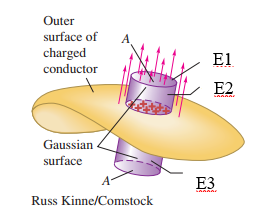 Outer
surface of
charged
conductor
A
E1
E2
Gaussian
surface
A
E3
Russ Kinne/Comstock